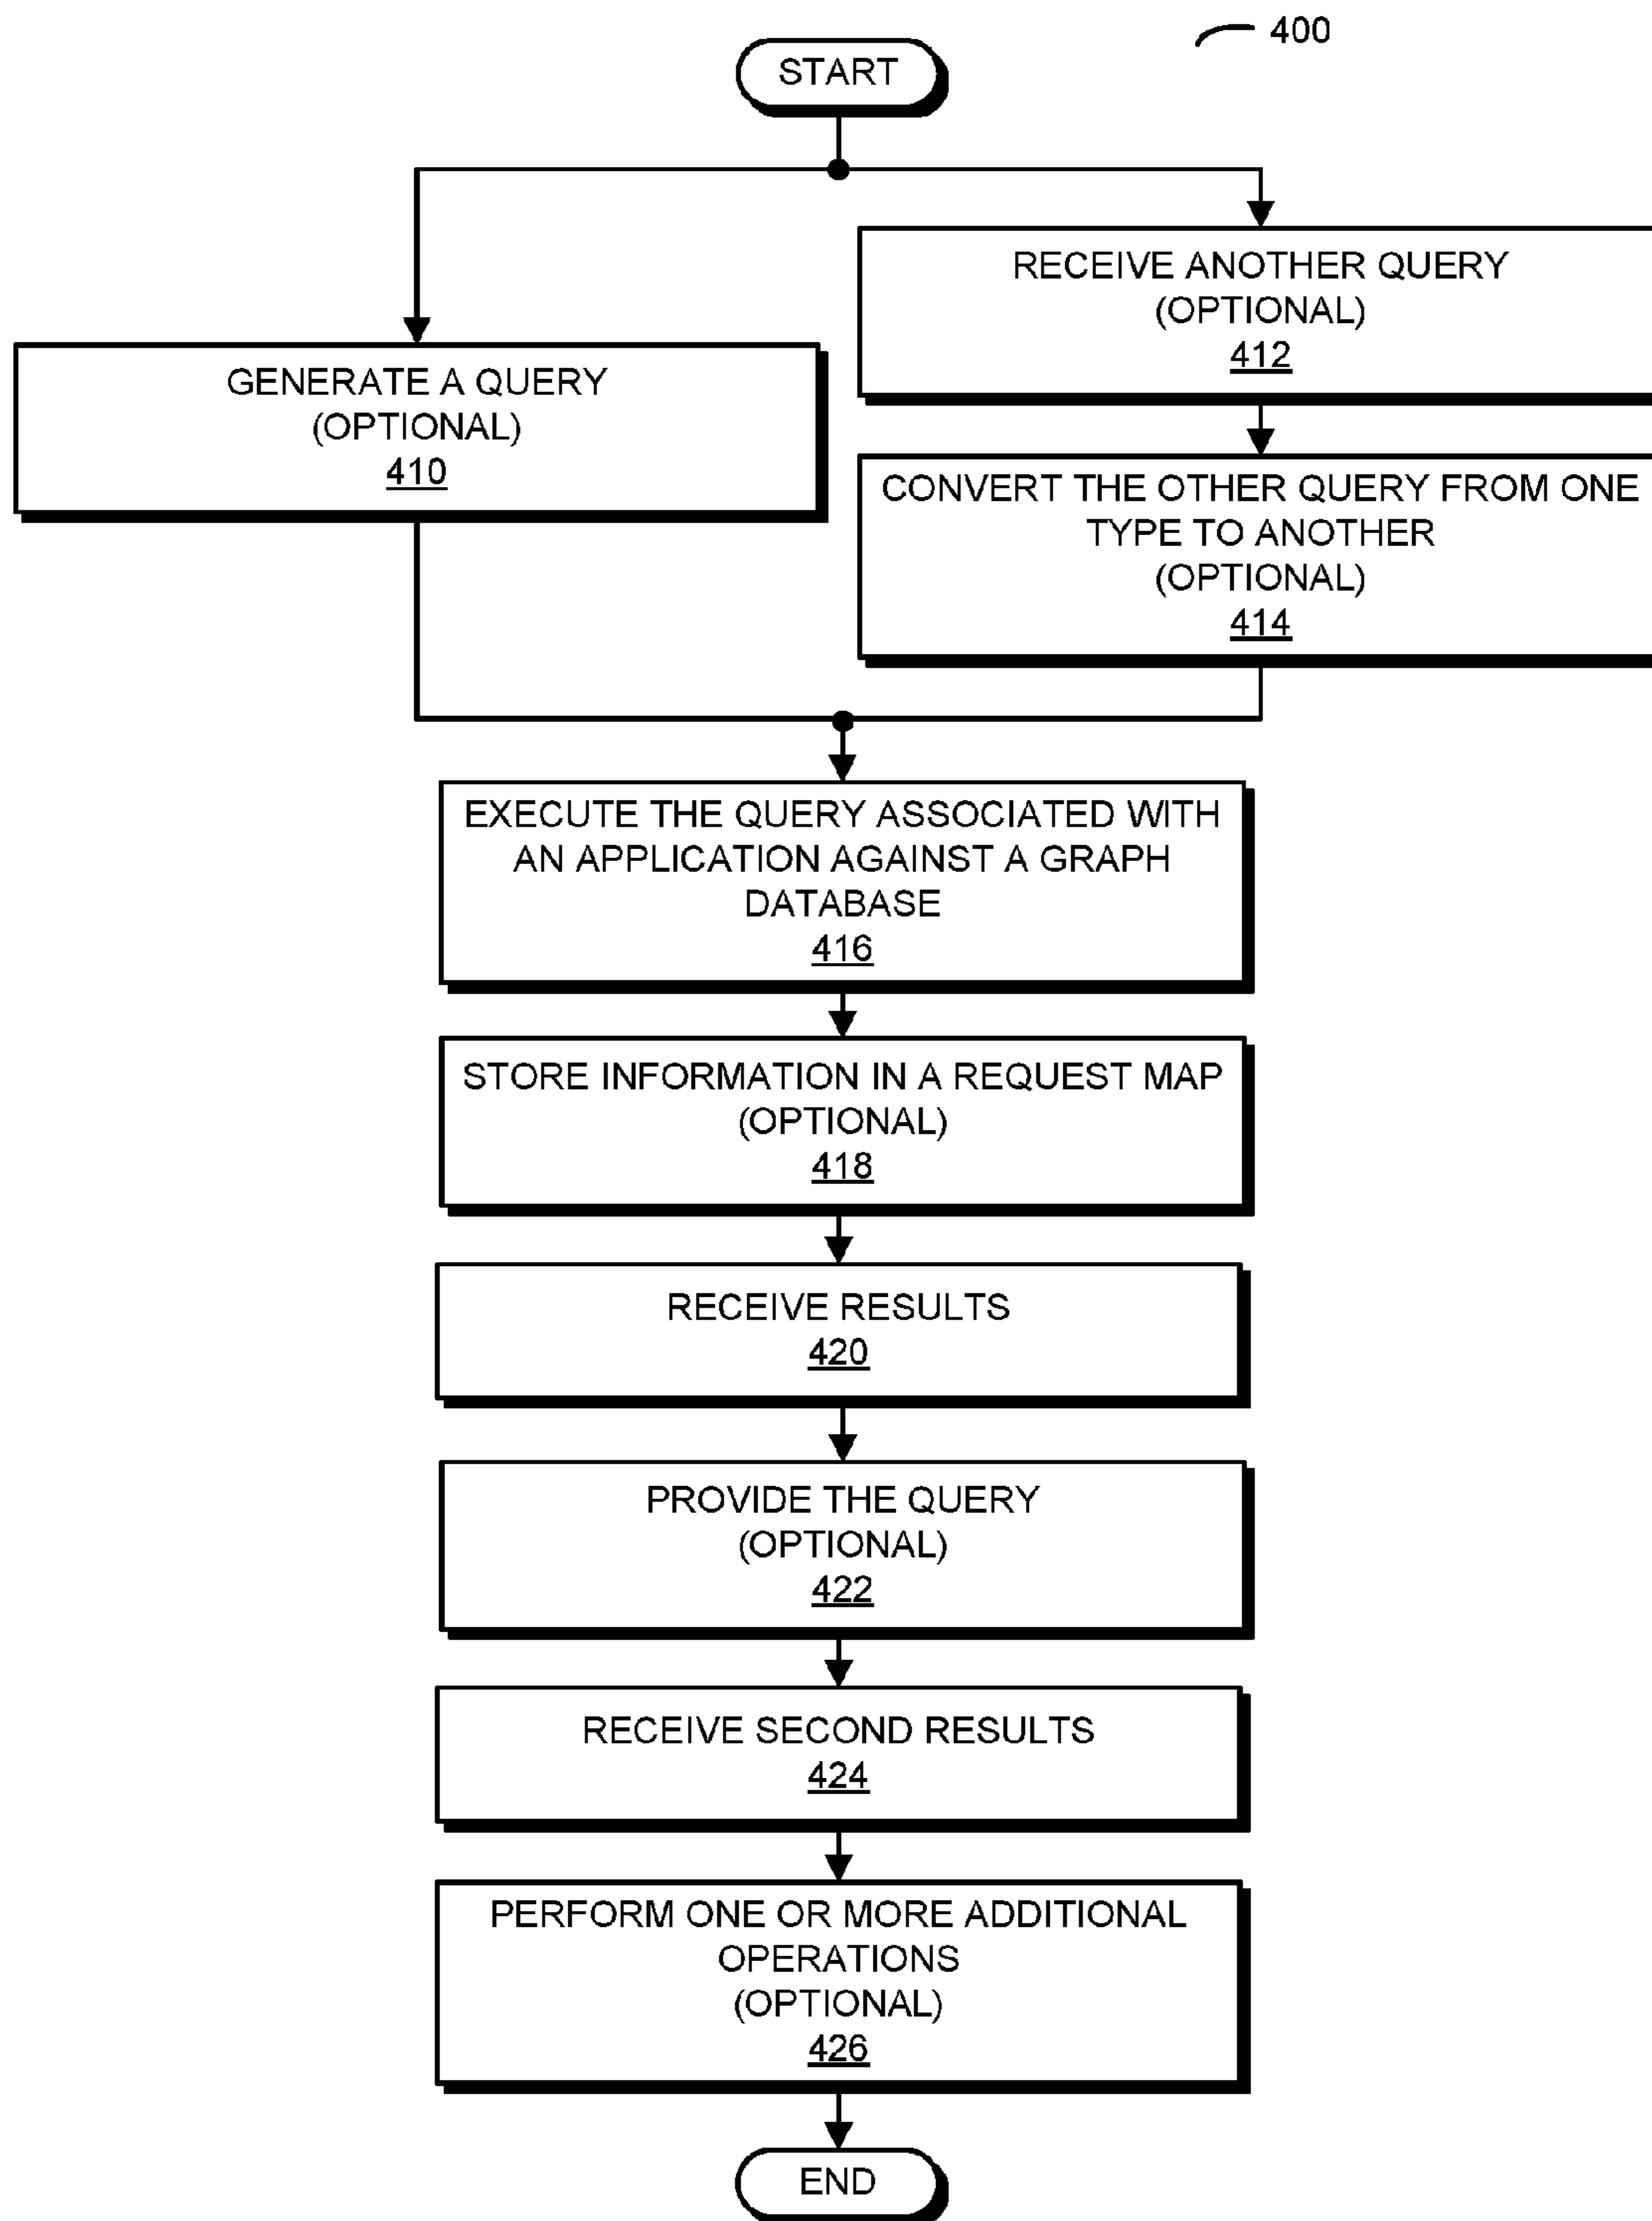 400
START
RECEIVE ANOTHER QUERY
(OPTIONAL)
412
GENERATE A QUERY
(OPTIONAL)
410
CONVERT THE OTHER QUERY FROM ONE
TYPE TO ANOTHER
(OPTIONAL)
414
EXECUTE THE QUERY ASSOCIATED WITH
AN APPLICATION AGAINST A GRAPH
DATABASE
416
STORE INFORMATION IN A REQUEST MAP
(OPTIONAL)
418
RECEIVE RESULTS
420
PROVIDE THE QUERY
(OPTIONAL)
422
RECEIVE SECOND RESULTS
424
PERFORM ONE OR MORE ADDITIONAL
OPERATIONS
(OPTIONAL)
426
END